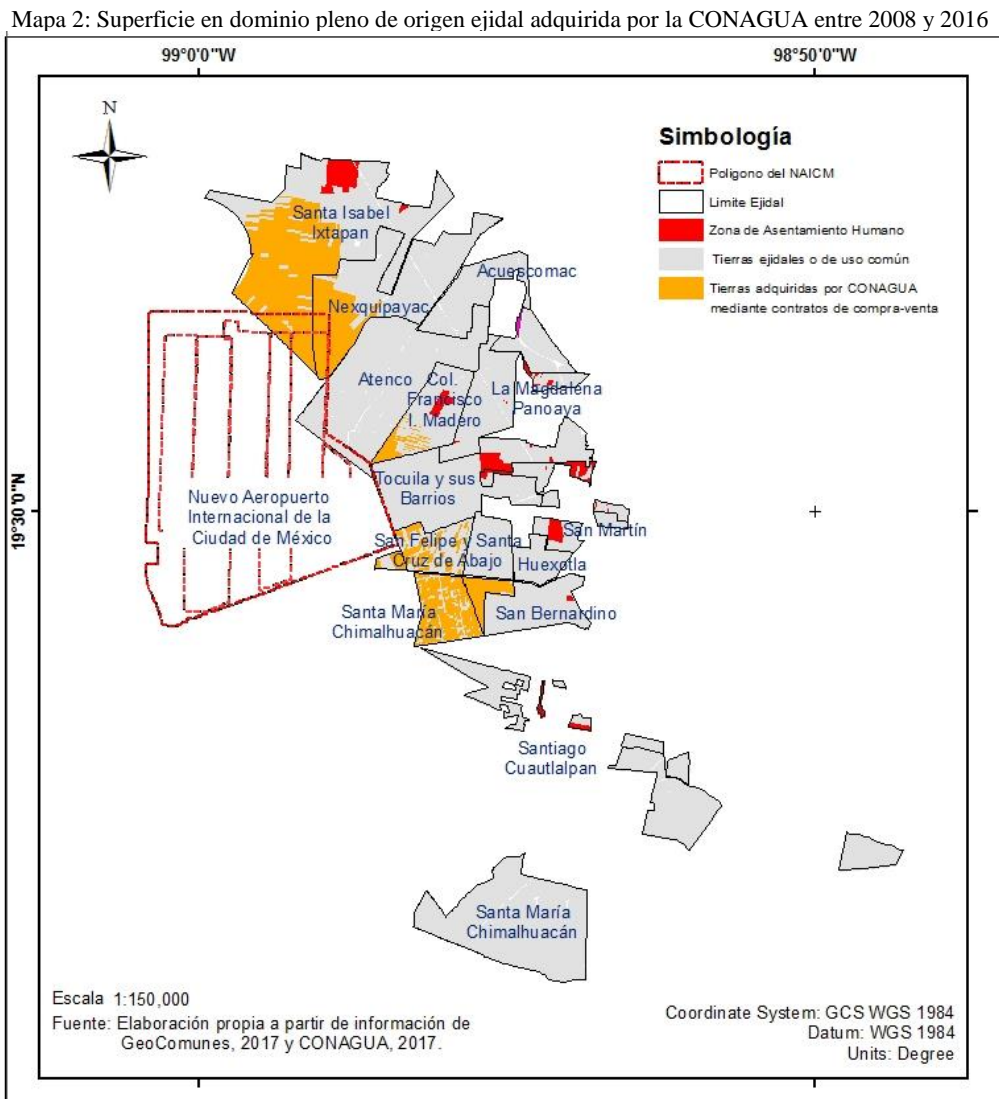 Mapa 2: Superficie en dominio pleno de origen ejidal adquirida por la CONAGUA entre 2008 y 2016
99°0'0"W
98°50'0"W
N
Simbología
Polígono del NAICM
Limite Ejidal
Zona de Asentamiento Humano
Tierras ejidales o de uso común
Tierras adquiridas por CONAGUA
mediante contratos de compra-venta
Santa Isabel
Ixtapan
Acuescomac
Nexquipayac
Atenco
Col.
Francisco
I. Madero
La Magdalena
Panoaya
Tocuila y sus
Barrios
19°30'0"N
Nuevo Aeropuerto
Internacional de la
Ciudad de México
San Martín
San Felipe y Santa
Cruz de Abajo
Huexotla
Santa María
Chimalhuacán
San Bernardino
Santiago
Cuautlalpan
Santa María
Chimalhuacán
Escala 1:150,000
Fuente: Elaboración propia a partir de información de
GeoComunes, 2017 y CONAGUA, 2017.
Coordinate System: GCS WGS 1984
Datum: WGS 1984
Units: Degree